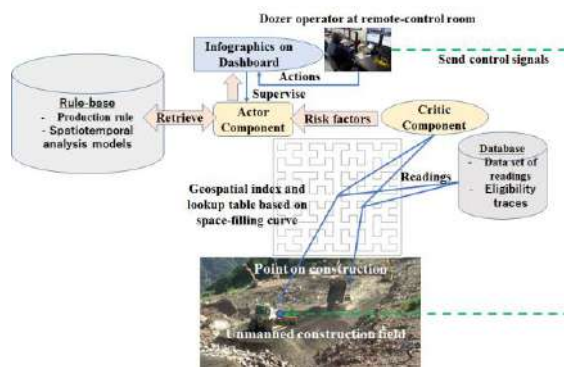 Dozer operator at remote-control room
Infographics on
Dashboard
Send control signals
Actions
Supervise
Rule-base
- Production rule
- Spatiotemporal
analysis models
Retrieve
Actor
Component
Risk factors
Critic
Component
Database
- Data set of
readings
- Eligibility
traces
Readings
Geospatial index and
lookup table based on
space-filling curve
Point on construction
Unmanned construction field